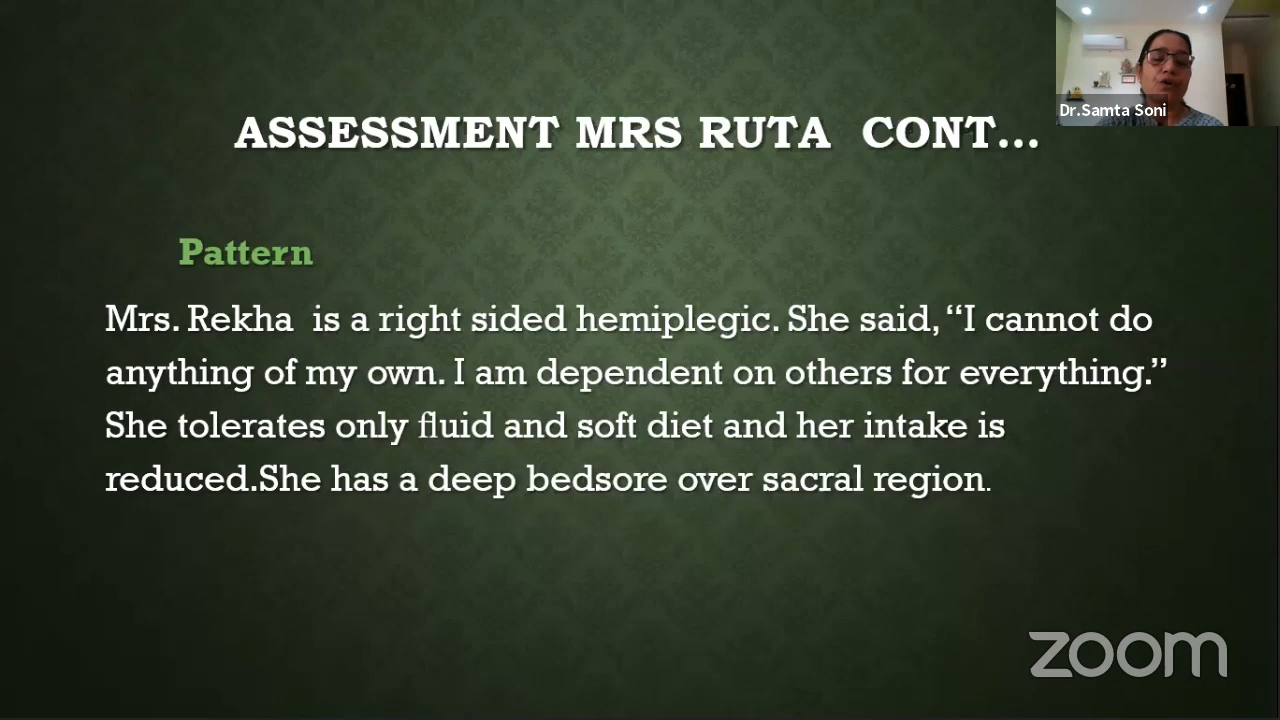 Dr.Samta Soni
ASSESSMENT MRS RUTA CONT...
Pattern
Mrs. Rekha is a right sided hemiplegic. She said, “I cannot do
anything of my own. I am dependent on others for everything.”
She tolerates only fluid and soft diet and her intake is
reduced.She has a deep bedsore over sacral region.
zoom